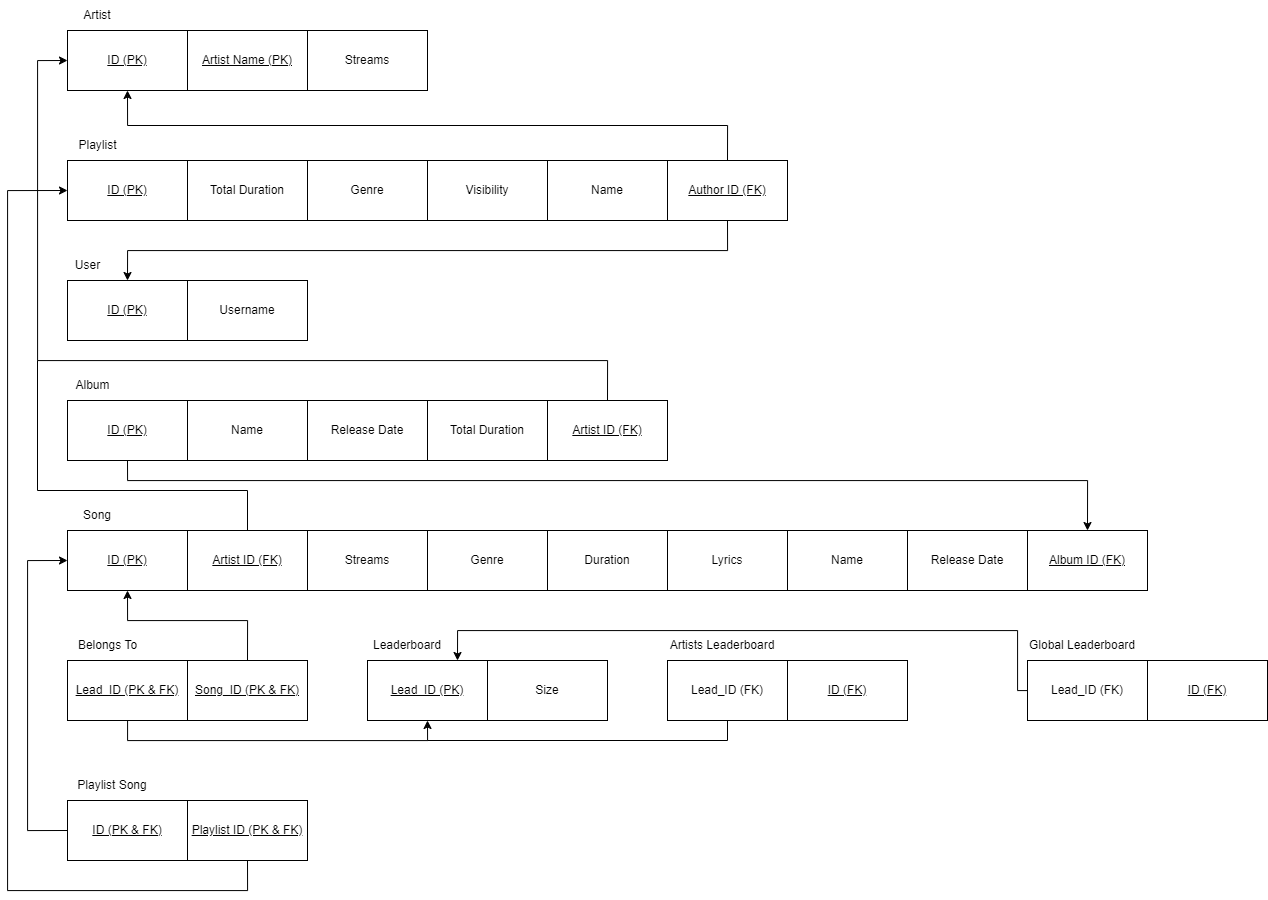 Artist
ID (PK) Artist Name (PK) Streams
Playlist
ID (PK) Total Duration Genre Visibility Name Author ID (FK)
User
ID (PK) Username
Album
ID (PK) Name Release Date Total Duration Artist ID (FK)
Song
ID (PK) Artist ID (FK) Streams Genre Duration Lyrics Name Release Date Album ID (FK)
Belongs To Leaderboard Artists Leaderboard Global Leaderboard
Lead_ID (PK & FK) Song_ID (PK & FK) Lead_ID (PK) Size Lead_ID (FK) ID (FK) Lead_ID (FK) ID (FK)
Playlist Song
ID (PK & FK) Playlist ID (PK & FK)